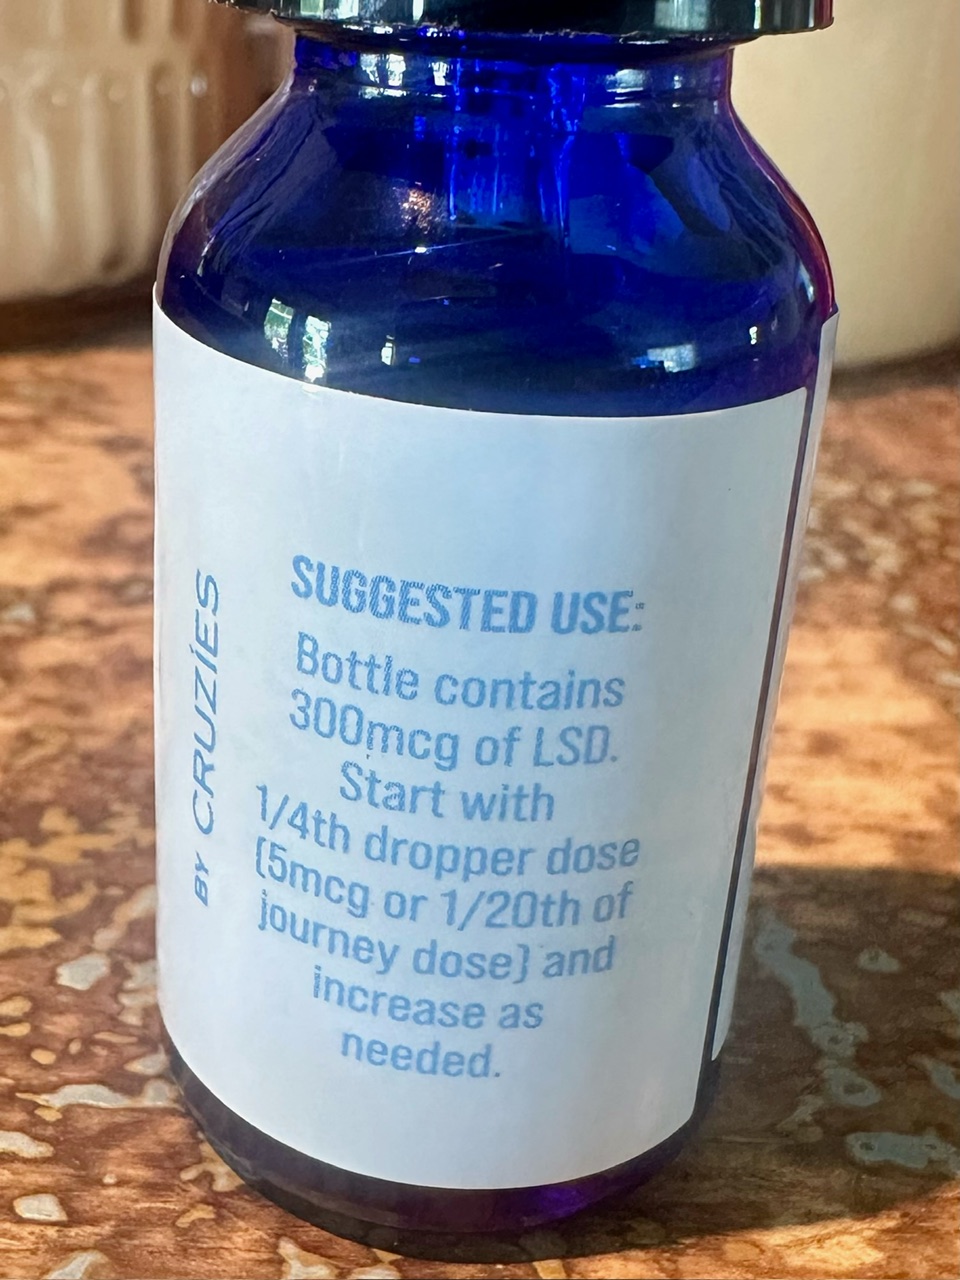 BY CRUZÍES
SUGGESTED USE:
Bottle contains
300mcg of LSD.
Start with
1/4th dropper dose
(5mcg or 1/20th of
journey dose) and
increase as
needed.